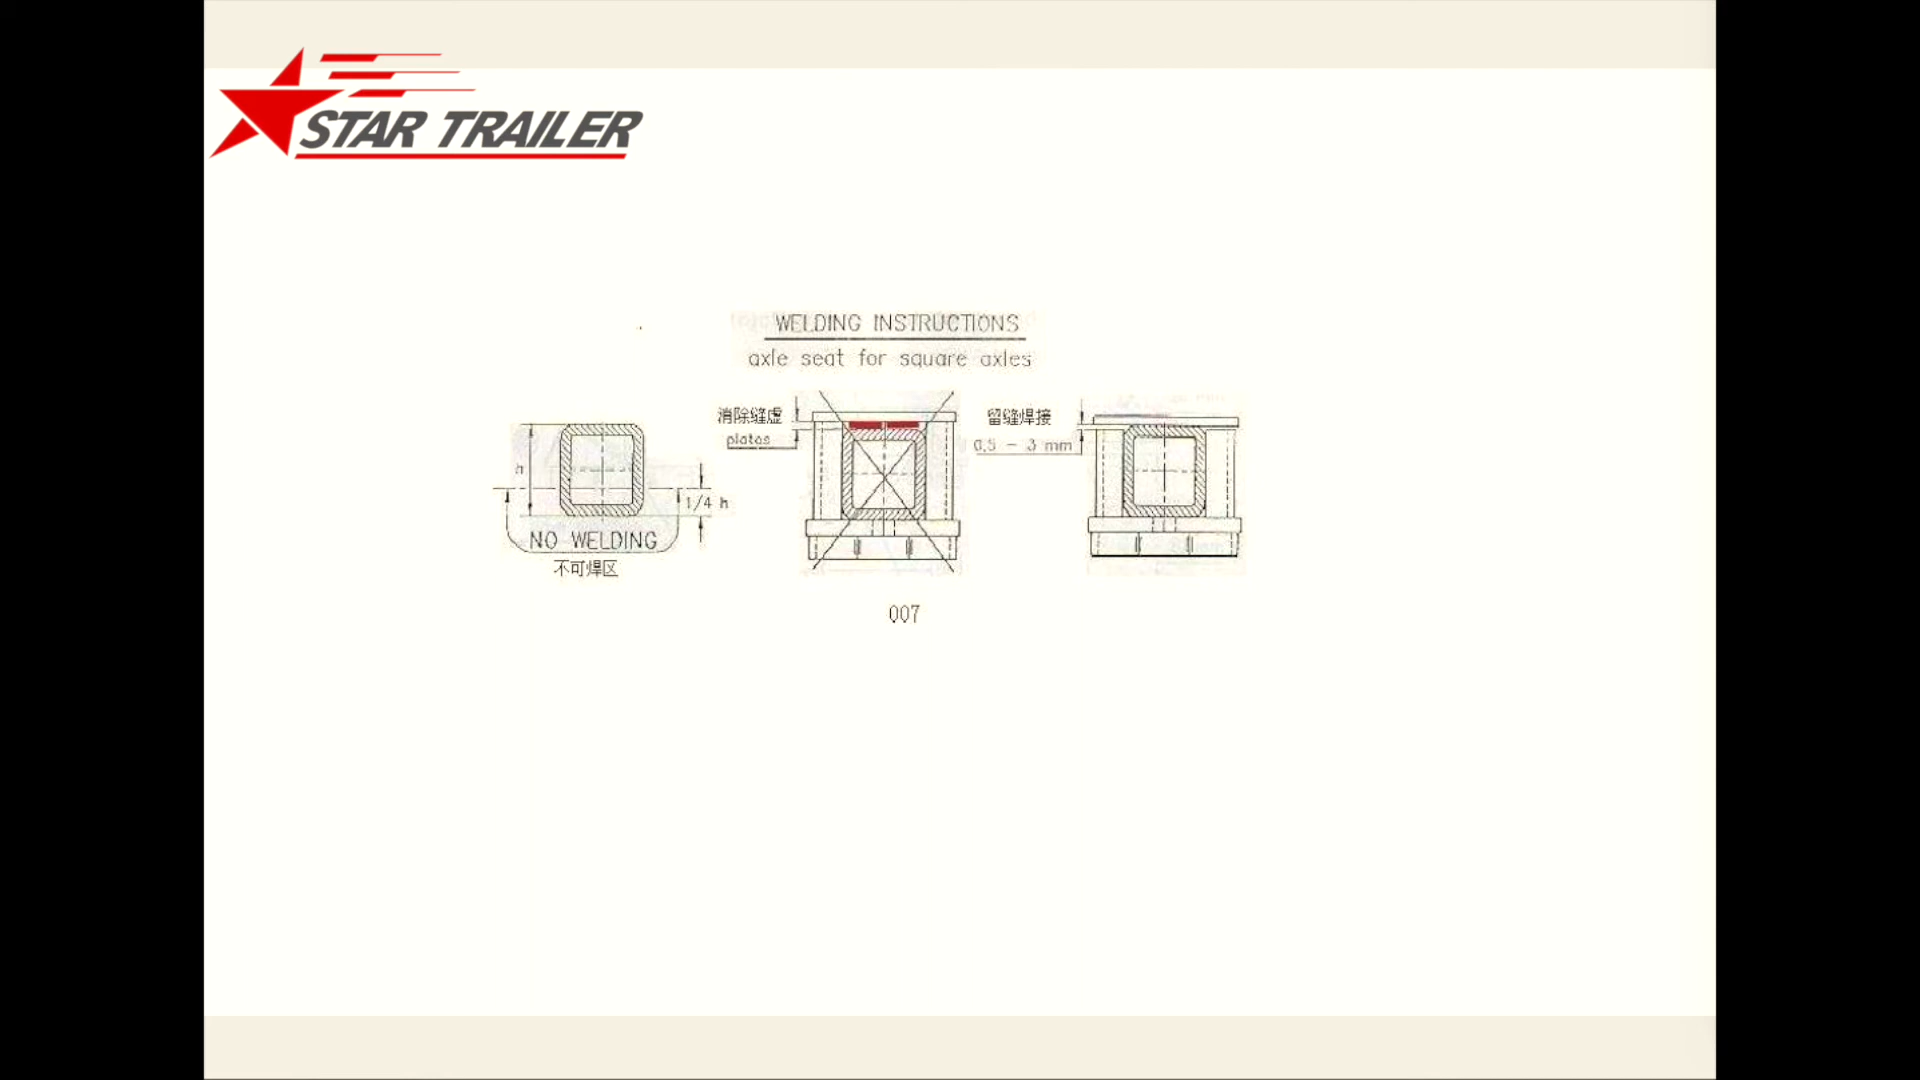 STAR TRAILER
WELDING INSTRUCTIONS
axle seat for square axles
消除缝虚
plates
留缝焊接
0,5 - 3 mm
h
1/4 h
NO WELDING
不可焊区
007